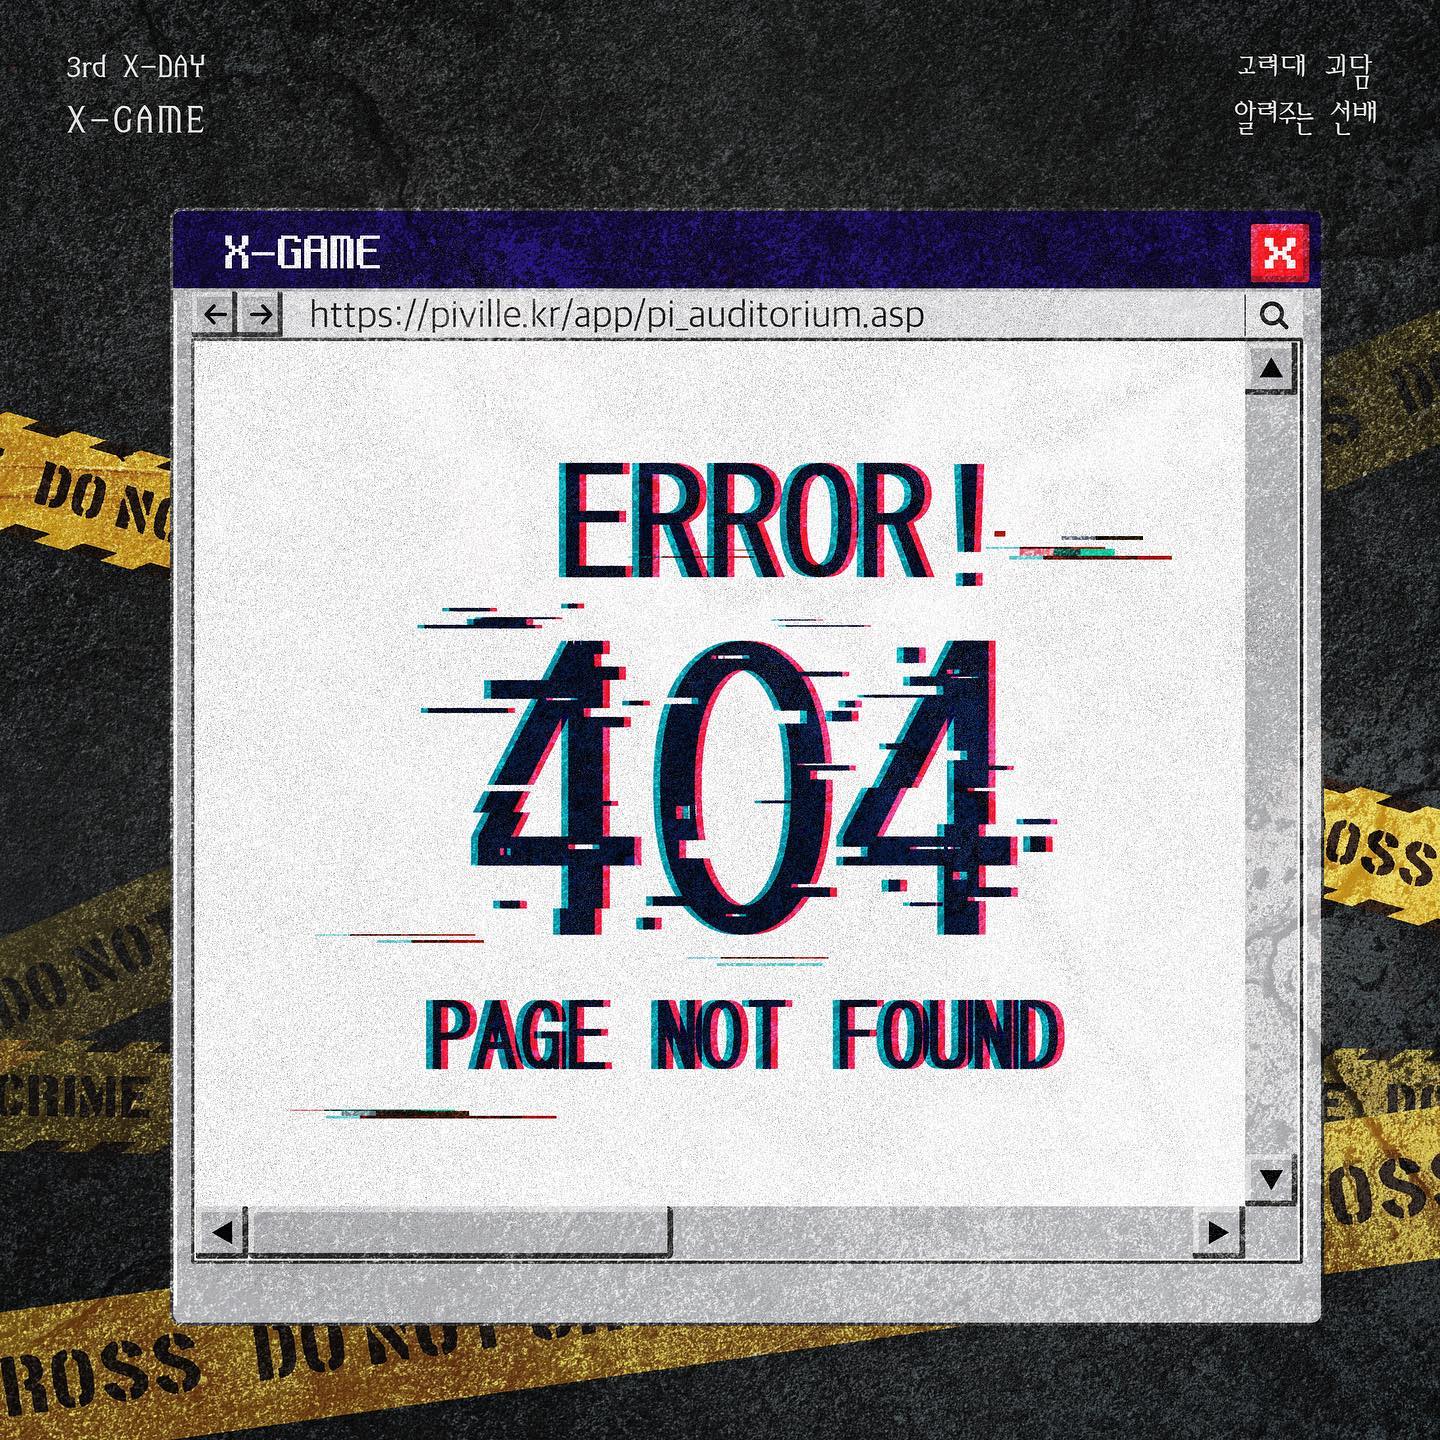 3rd X-DAY
X-GAME
고려대 괴담
알려주는 선배
X-GAME
X
https://piville.kr/app/pi_auditorium.asp
ERROR!
404
PAGE NOT FOUND
DO NO
OSS
DO NO
CRIME
DO
OSS
ROSS DO NOT